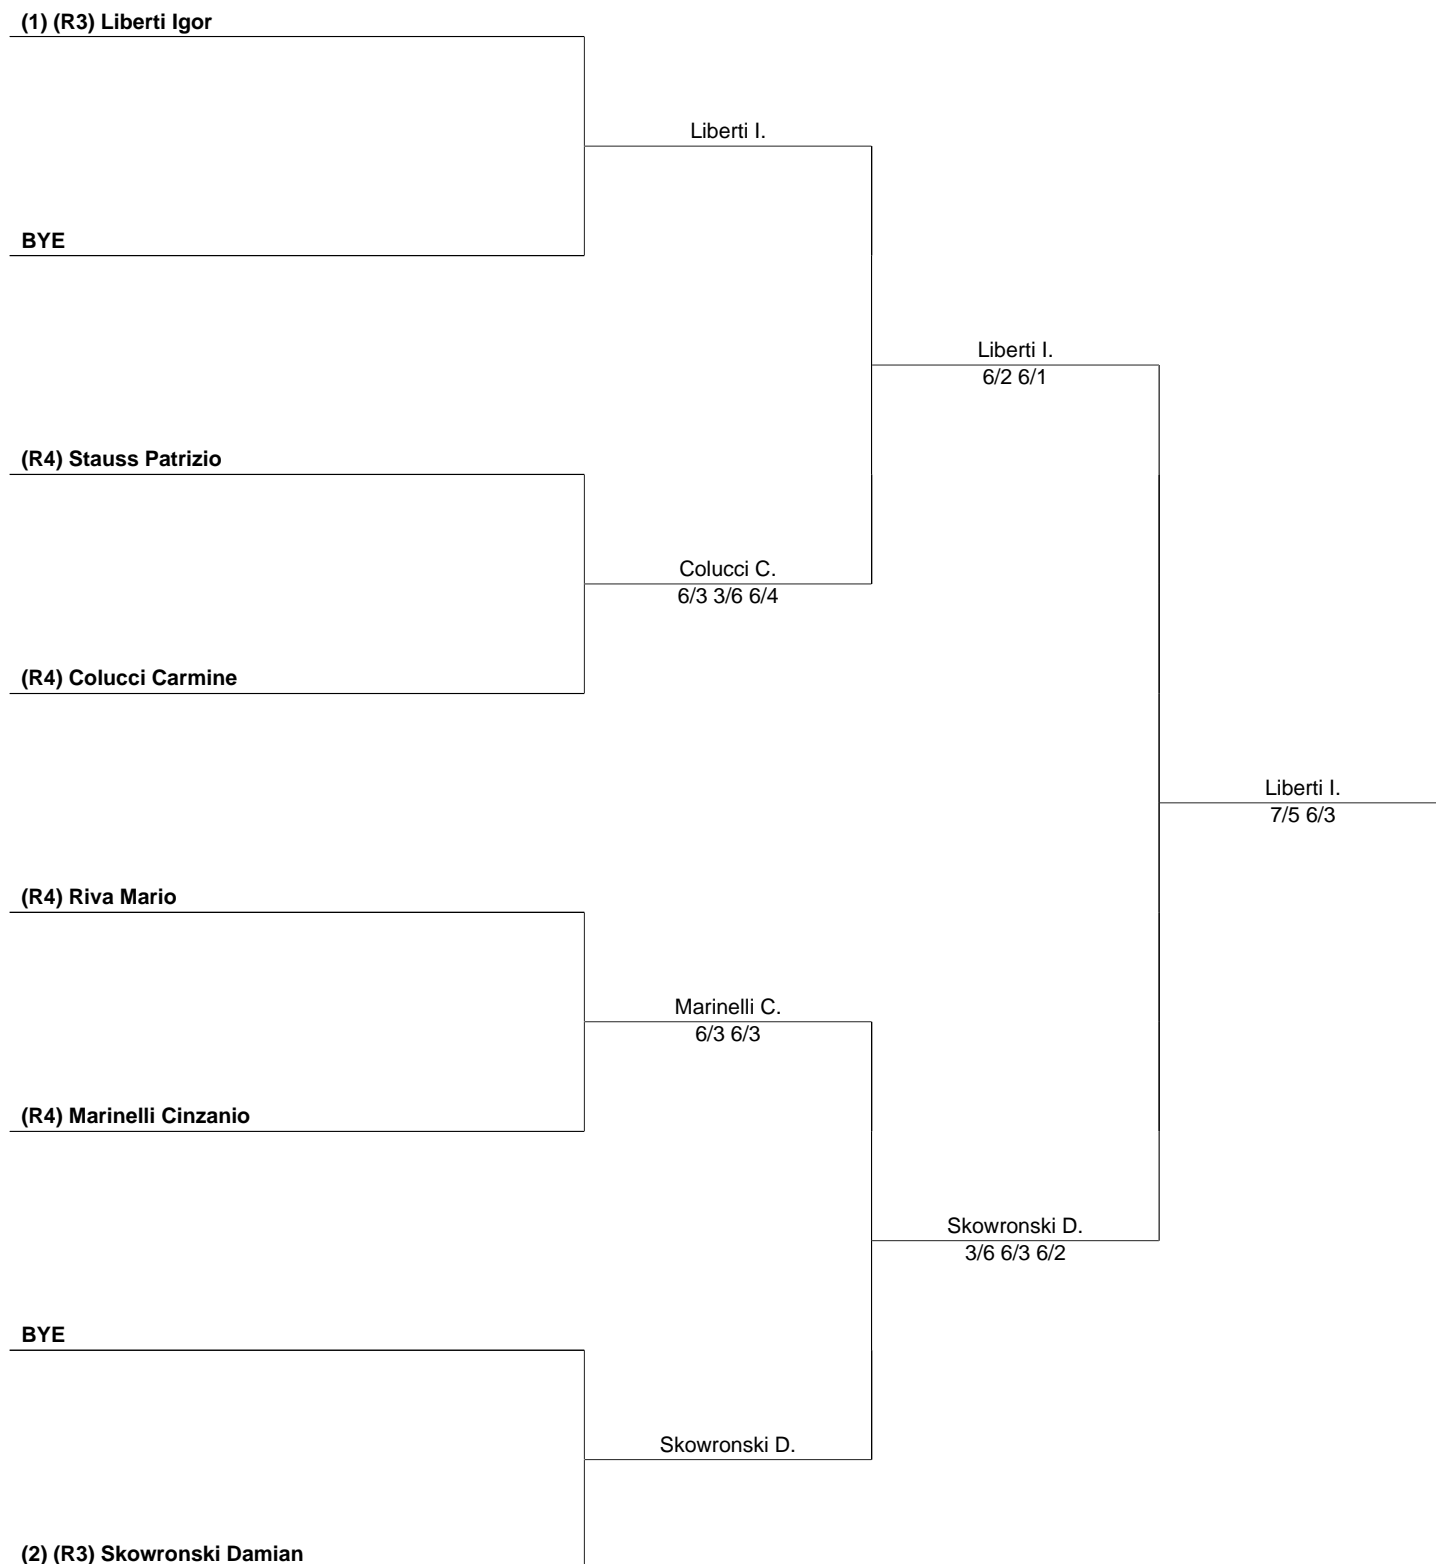 (1) (R3) Liberti Igor
Liberti I.
BYE
Liberti I.
6/2 6/1
(R4) Stauss Patrizio
Colucci C.
6/3 3/6 6/4
(R4) Colucci Carmine
Liberti I.
7/5 6/3
(R4) Riva Mario
Marinelli C.
6/3 6/3
(R4) Marinelli Cinzanio
Skowronski D.
3/6 6/3 6/2
BYE
Skowronski D.
(2) (R3) Skowronski Damian